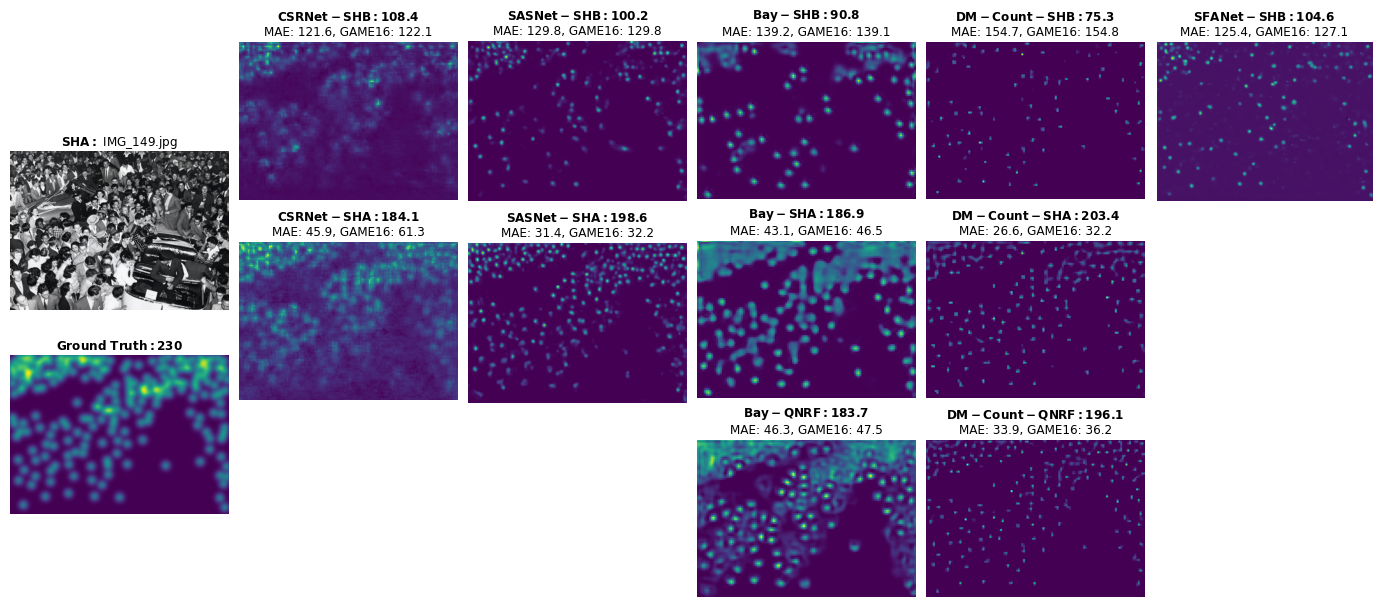 CSRNet − SHB : 108.4
MAE: 121.6, GAME16: 122.1
SASNet − SHB : 100.2
MAE: 129.8, GAME16: 129.8
Bay − SHB : 90.8
MAE: 139.2, GAME16: 139.1
DM − Count − SHB : 75.3
MAE: 154.7, GAME16: 154.8
SFANet − SHB : 104.6
MAE: 125.4, GAME16: 127.1
SHA : IMG_149.jpg
CSRNet − SHA : 184.1
MAE: 45.9, GAME16: 61.3
SASNet − SHA : 198.6
MAE: 31.4, GAME16: 32.2
Bay − SHA : 186.9
MAE: 43.1, GAME16: 46.5
DM − Count − SHA : 203.4
MAE: 26.6, GAME16: 32.2
Ground Truth : 230
Bay − QNRF : 183.7
MAE: 46.3, GAME16: 47.5
DM − Count − QNRF : 196.1
MAE: 33.9, GAME16: 36.2